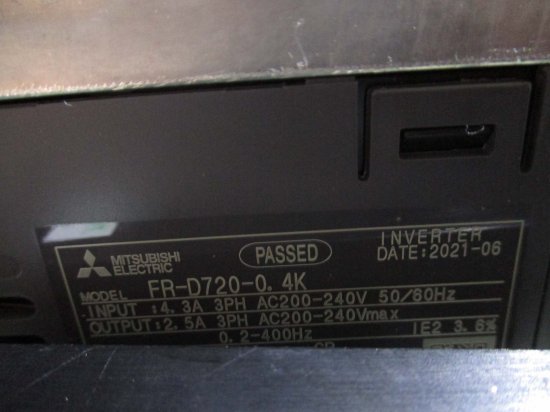 MITSUBISHI
ELECTRIC
PASSED
INVERTER
DATE:2021-06
MODEL FR-D720-0.4K
INPUT :4.3A 3PH AC200-240V 50/60Hz
OUTPUT:2.5A 3PH AC200-240Vmax
0.2-400Hz
IE2 3.6%